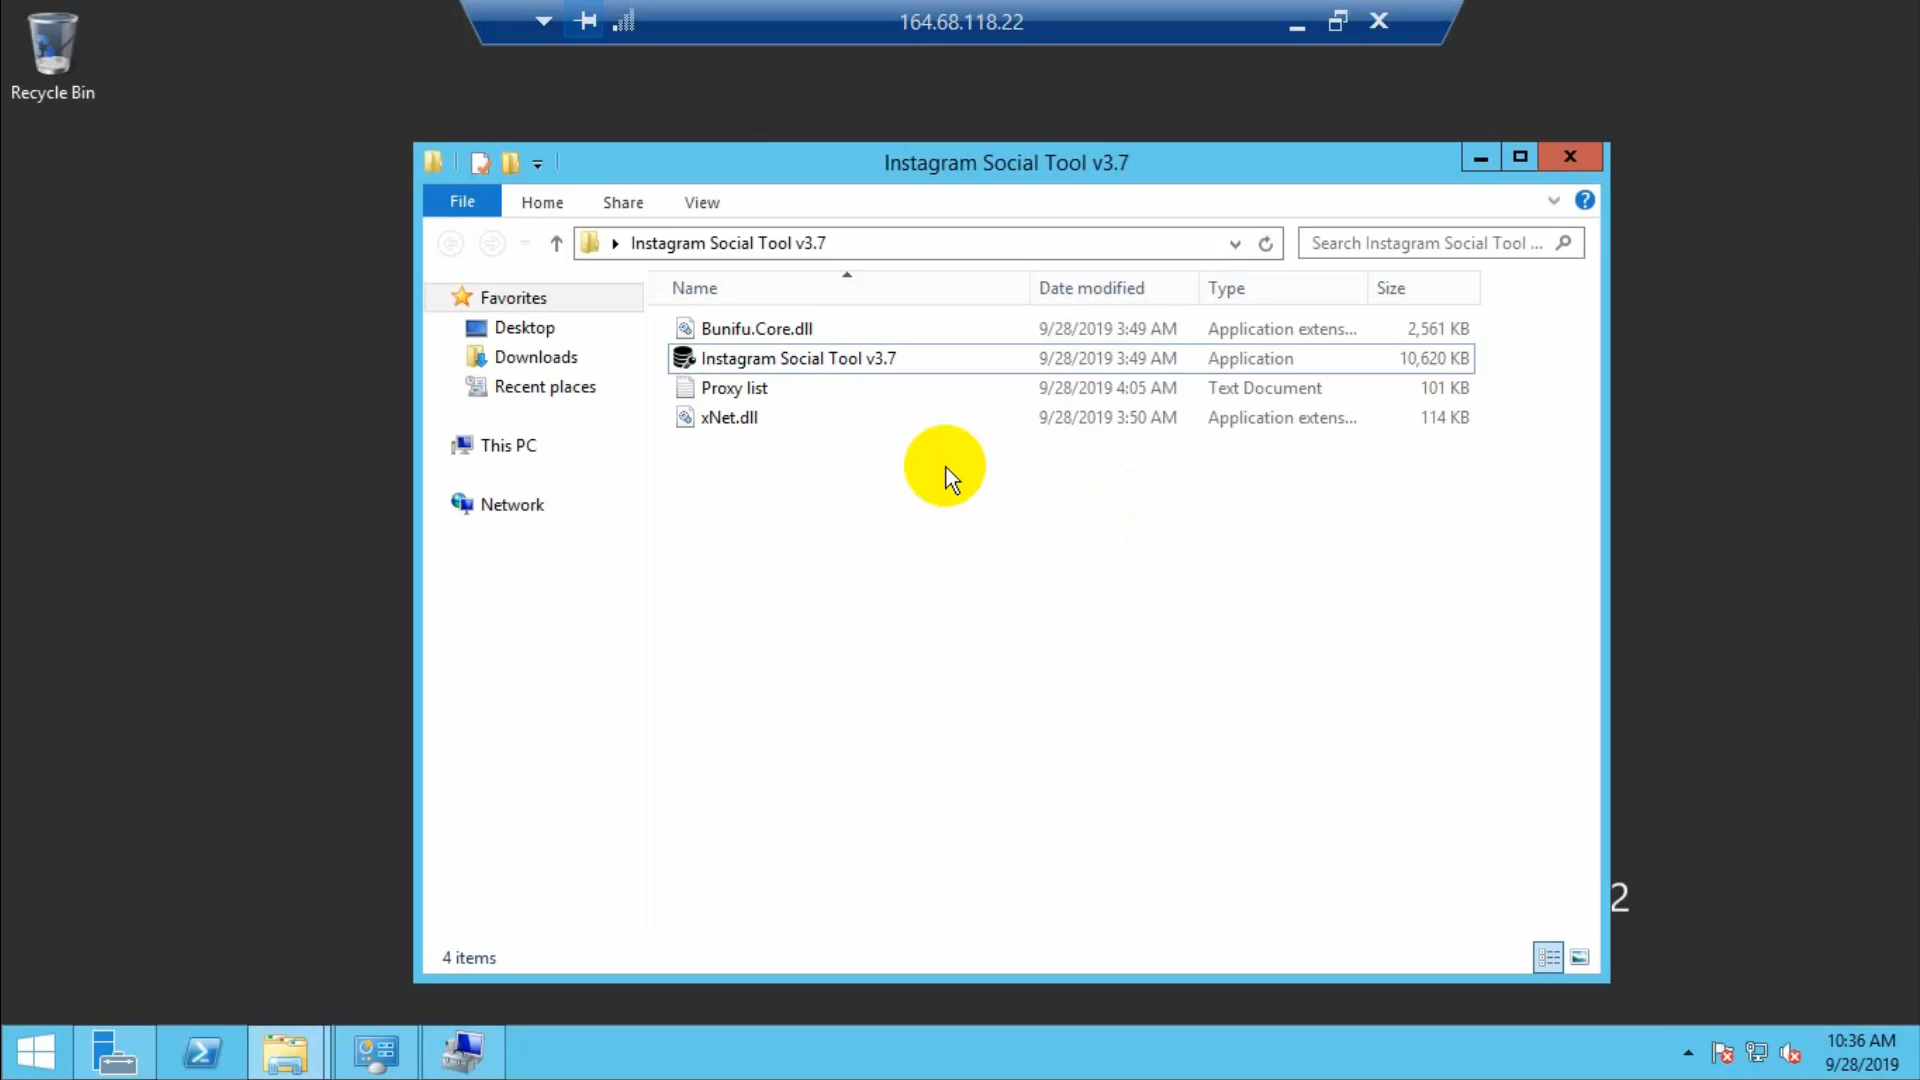 164.68.118.22
Recycle Bin
Instagram Social Tool v3.7
File Home Share View
Instagram Social Tool v3.7
Search Instagram Social Tool ...
Name Date modified Type Size
Favorites
Desktop
Downloads
Recent places
This PC
Network
Bunifu.Core.dll 9/28/2019 3:49 AM Application extens... 2,561 KB
Instagram Social Tool v3.7 9/28/2019 3:49 AM Application 10,620 KB
Proxy list 9/28/2019 4:05 AM Text Document 101 KB
xNet.dll 9/28/2019 3:50 AM Application extens... 114 KB
2
4 items
10:36 AM
9/28/2019